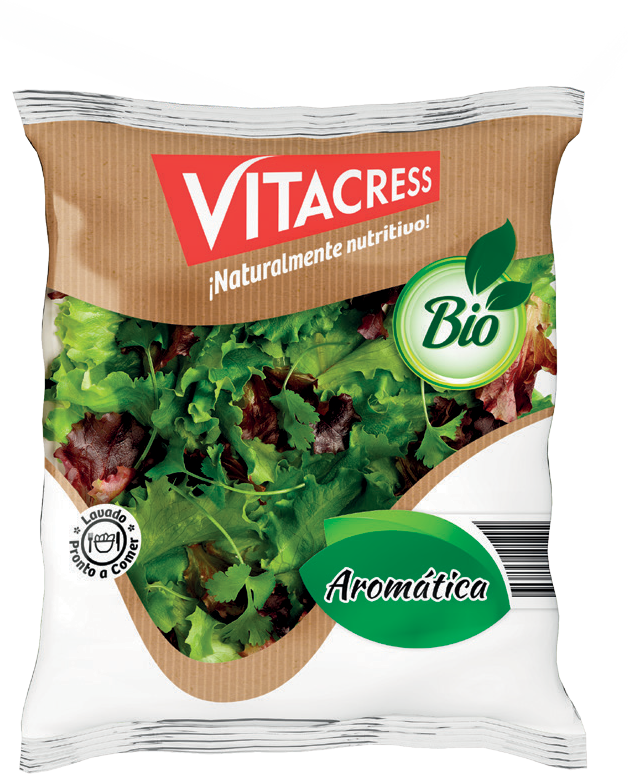 VITACRESS
¡Naturalmente nutritivo!
Bio
Lavado
Pronto a Comer
Aromática